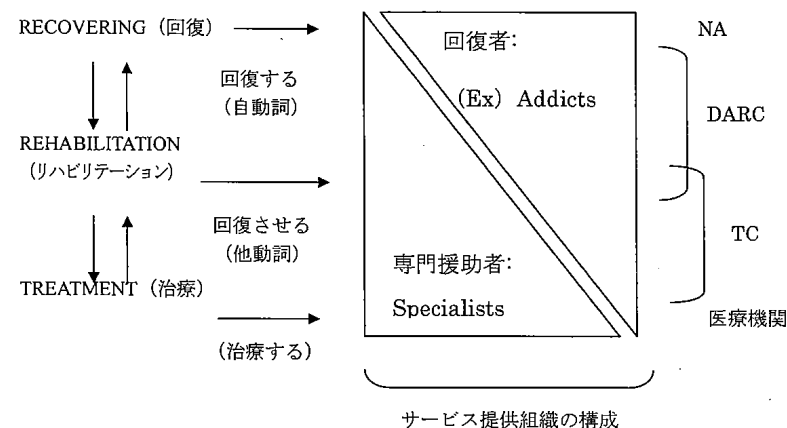 RECOVERING（回復）
回復する
（自動詞）
REHABILITATION
（リハビリテーション）
回復させる
（他動詞）
TREATMENT（治療）
（治療する）
回復者：
（Ex）Addicts
専門援助者：
Specialists
NA
DARC
TC
医療機関
サービス提供組織の構成